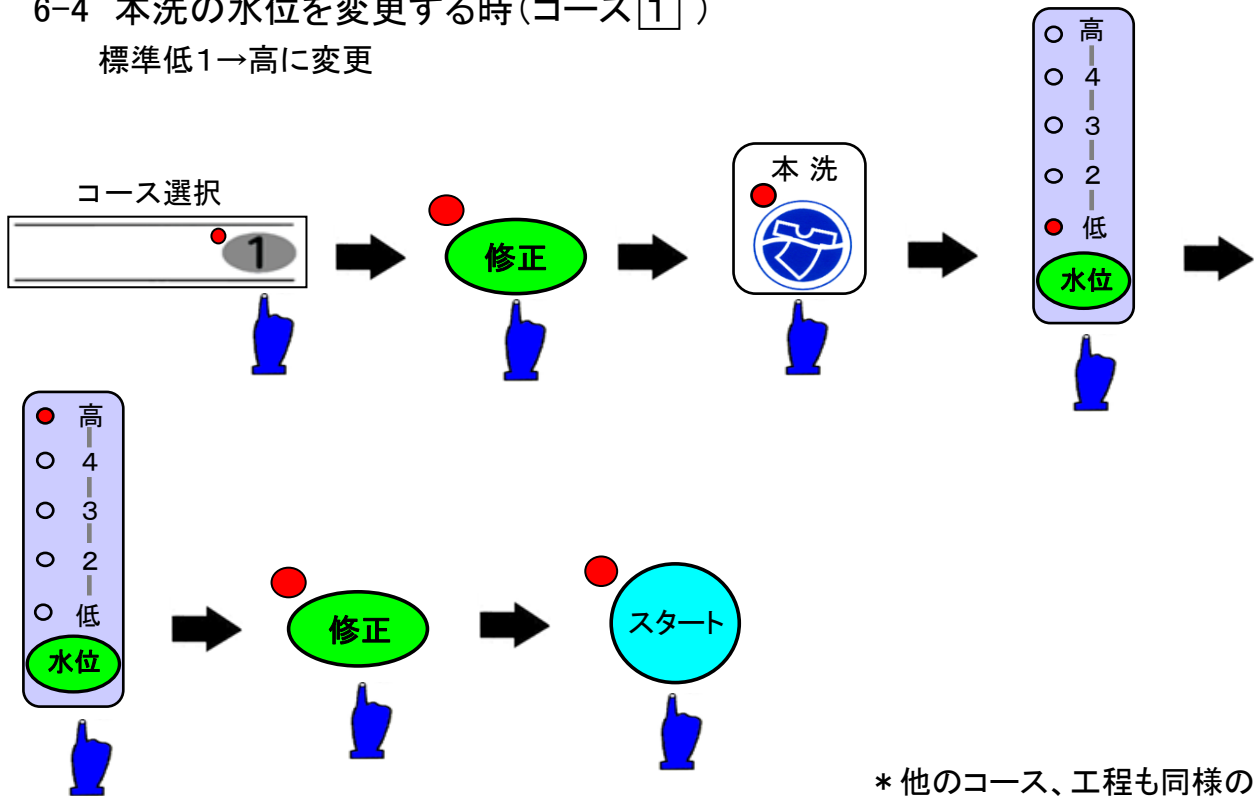 6-4 本洗の水位を変更する時(コース1)
標準低1→高に変更
コース選択
1
修正
本洗
高
4
3
2
低
水位
高
4
3
2
低
水位
修正
スタート
*他のコース、工程も同様の